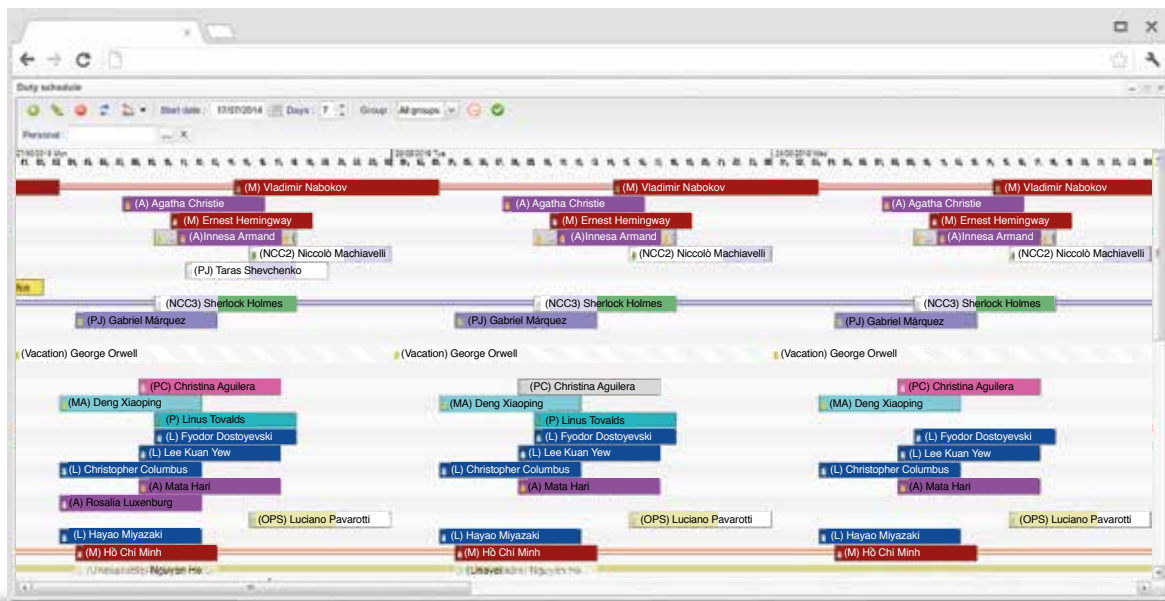 Duty schedule
Start date: 17/07/2014 Days: 7 Group: All groups
Personal:
Mon Tue Wed
(M) Vladimir Nabokov (M) Vladimir Nabokov (M) Vladimir Nabokov
(A) Agatha Christie (A) Agatha Christie (A) Agatha Christie
(M) Ernest Hemingway (M) Ernest Hemingway (M) Ernest Hemingway
(A)Innesa Armand (A)Innesa Armand (A)Innesa Armand
(NCC2) Niccolò Machiavelli (NCC2) Niccolò Machiavelli (NCC2) Niccolò Machiavelli
(PJ) Taras Shevchenko
(NCC3) Sherlock Holmes (NCC3) Sherlock Holmes (NCC3) Sherlock Holmes
(PJ) Gabriel Márquez (PJ) Gabriel Márquez (PJ) Gabriel Márquez
(Vacation) George Orwell (Vacation) George Orwell (Vacation) George Orwell
(PC) Christina Aguilera (PC) Christina Aguilera (PC) Christina Aguilera
(MA) Deng Xiaoping (MA) Deng Xiaoping (MA) Deng Xiaoping
(P) Linus Tovalds (P) Linus Tovalds
(L) Fyodor Dostoyevski (L) Fyodor Dostoyevski (L) Fyodor Dostoyevski
(L) Lee Kuan Yew (L) Lee Kuan Yew (L) Lee Kuan Yew
(L) Christopher Columbus (L) Christopher Columbus (L) Christopher Columbus
(A) Mata Hari (A) Mata Hari (A) Mata Hari
(A) Rosalia Luxenburg
(OPS) Luciano Pavarotti (OPS) Luciano Pavarotti (OPS) Luciano Pavarotti
(L) Hayao Miyazaki (L) Hayao Miyazaki (L) Hayao Miyazaki
(M) Hồ Chí Minh (M) Hồ Chí Minh (M) Hồ Chí Minh